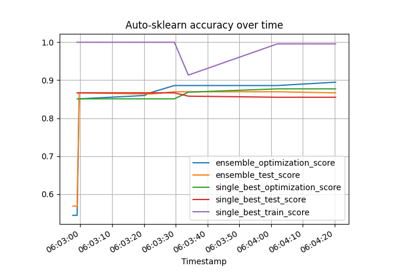 Auto-sklearn accuracy over time
1.0
0.9
0.8
0.7
0.6
ensemble_optimization_score
ensemble_test_score
single_best_optimization_score
single_best_test_score
single_best_train_score
06:03:00
06:03:10
06:03:20
06:03:30
06:03:40
06:03:50
06:04:00
06:04:10
06:04:20
Timestamp